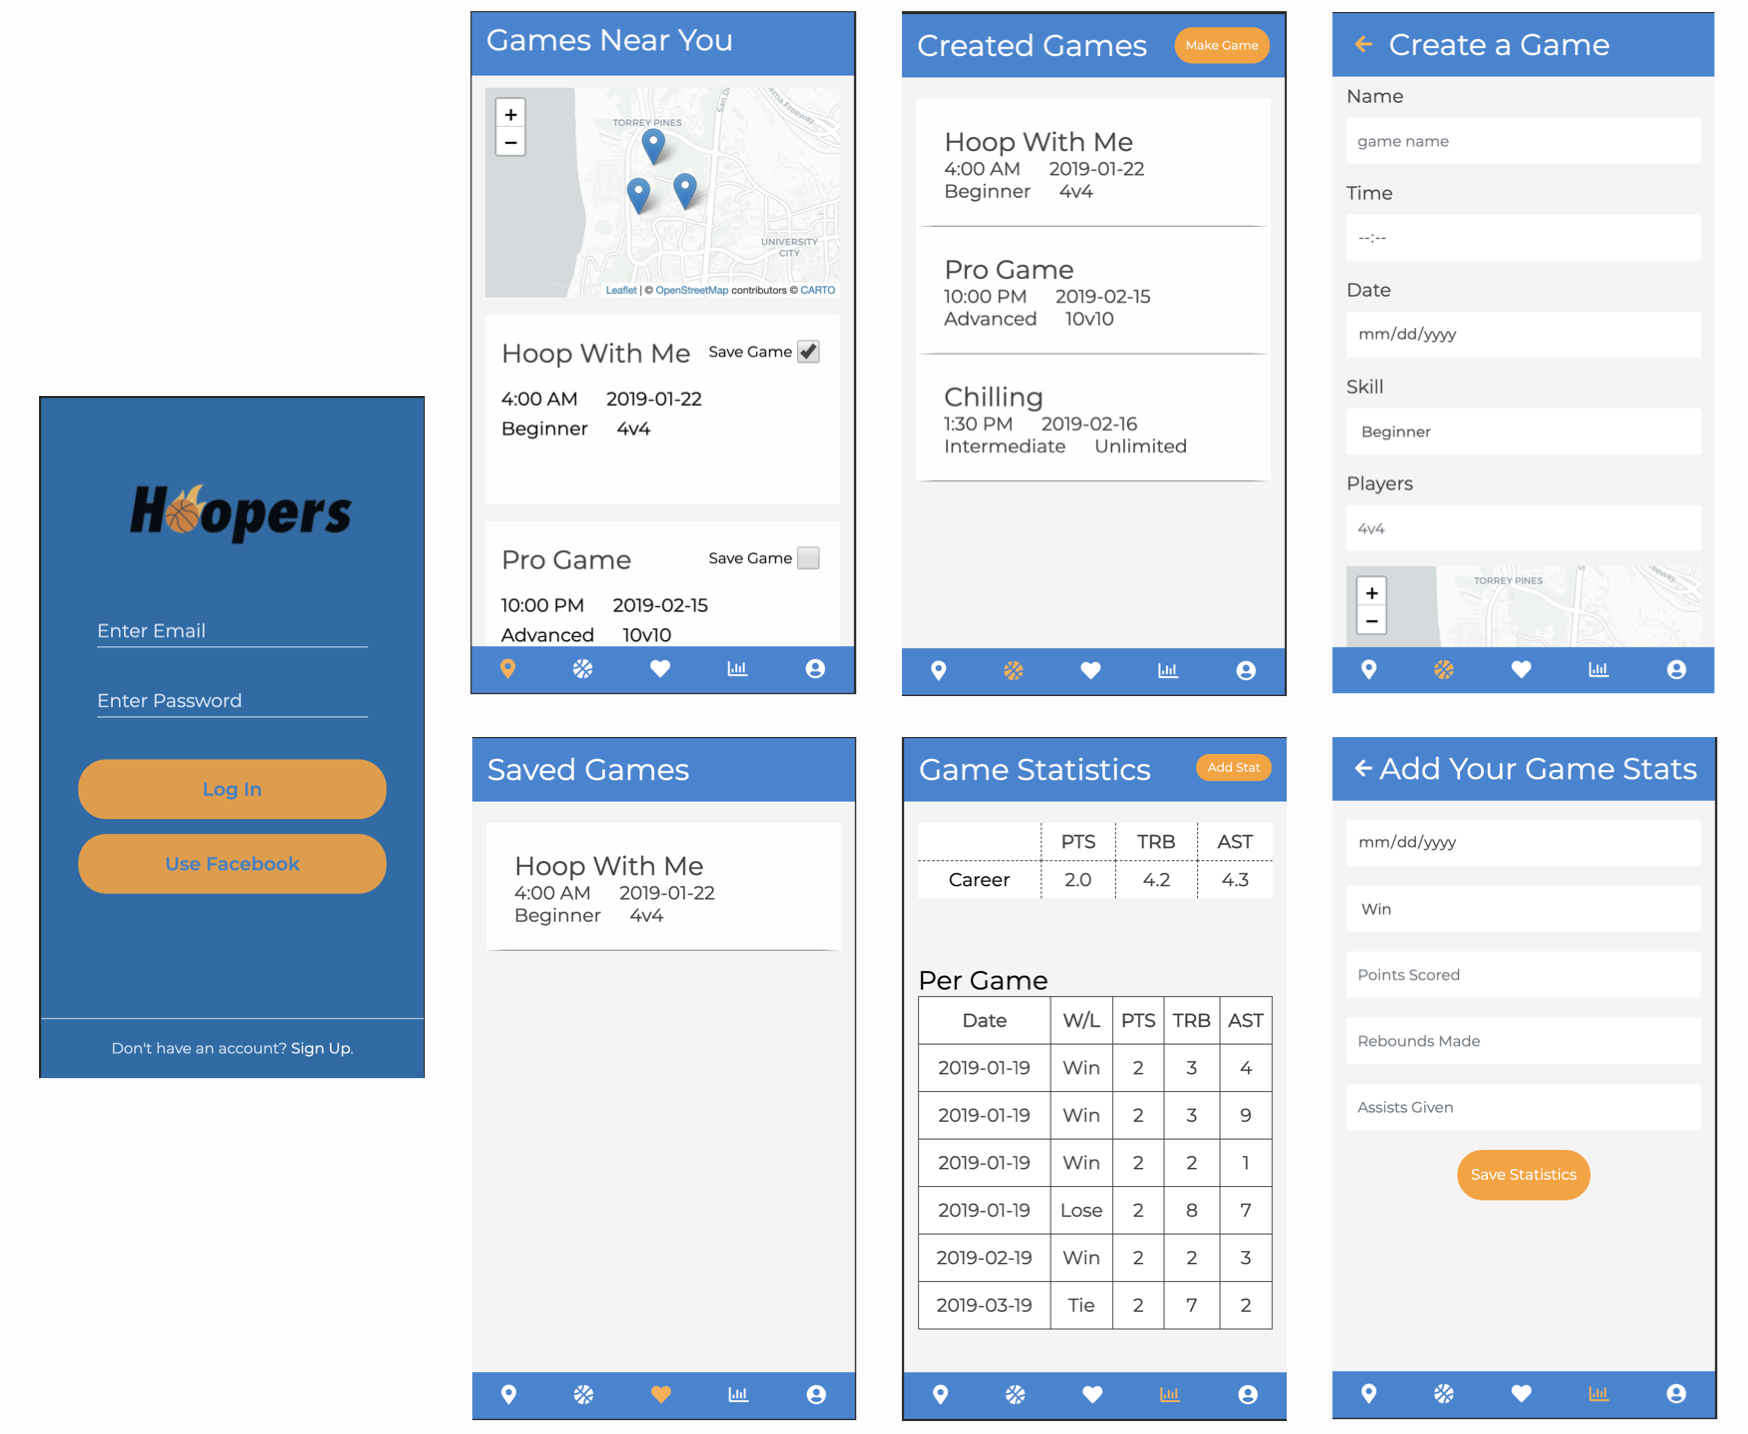 Hoopers
Enter Email
Enter Password
Log In
Use Facebook
Don't have an account? Sign Up.
Games Near You
+
−
TORREY PINES
UNIVERSITY
CITY
Leaflet | © OpenStreetMap contributors © CARTO
Hoop With Me Save Game
4:00 AM 2019-01-22
Beginner 4v4
Pro Game Save Game
10:00 PM 2019-02-15
Advanced 10v10
Created Games Make Game
Hoop With Me
4:00 AM 2019-01-22
Beginner 4v4
Pro Game
10:00 PM 2019-02-15
Advanced 10v10
Chilling
1:30 PM 2019-02-16
Intermediate Unlimited
Create a Game
Name
game name
Time
--:--
Date
mm/dd/yyyy
Skill
Beginner
Players
4v4
+
−
TORREY PINES
Saved Games
Hoop With Me
4:00 AM 2019-01-22
Beginner 4v4
Game Statistics Add Stat
PTS TRB AST
Career 2.0 4.2 4.3
Per Game
Date W/L PTS TRB AST
2019-01-19 Win 2 3 4
2019-01-19 Win 2 3 9
2019-01-19 Win 2 2 1
2019-01-19 Lose 2 8 7
2019-02-19 Win 2 2 3
2019-03-19 Tie 2 7 2
Add Your Game Stats
mm/dd/yyyy
Win
Points Scored
Rebounds Made
Assists Given
Save Statistics